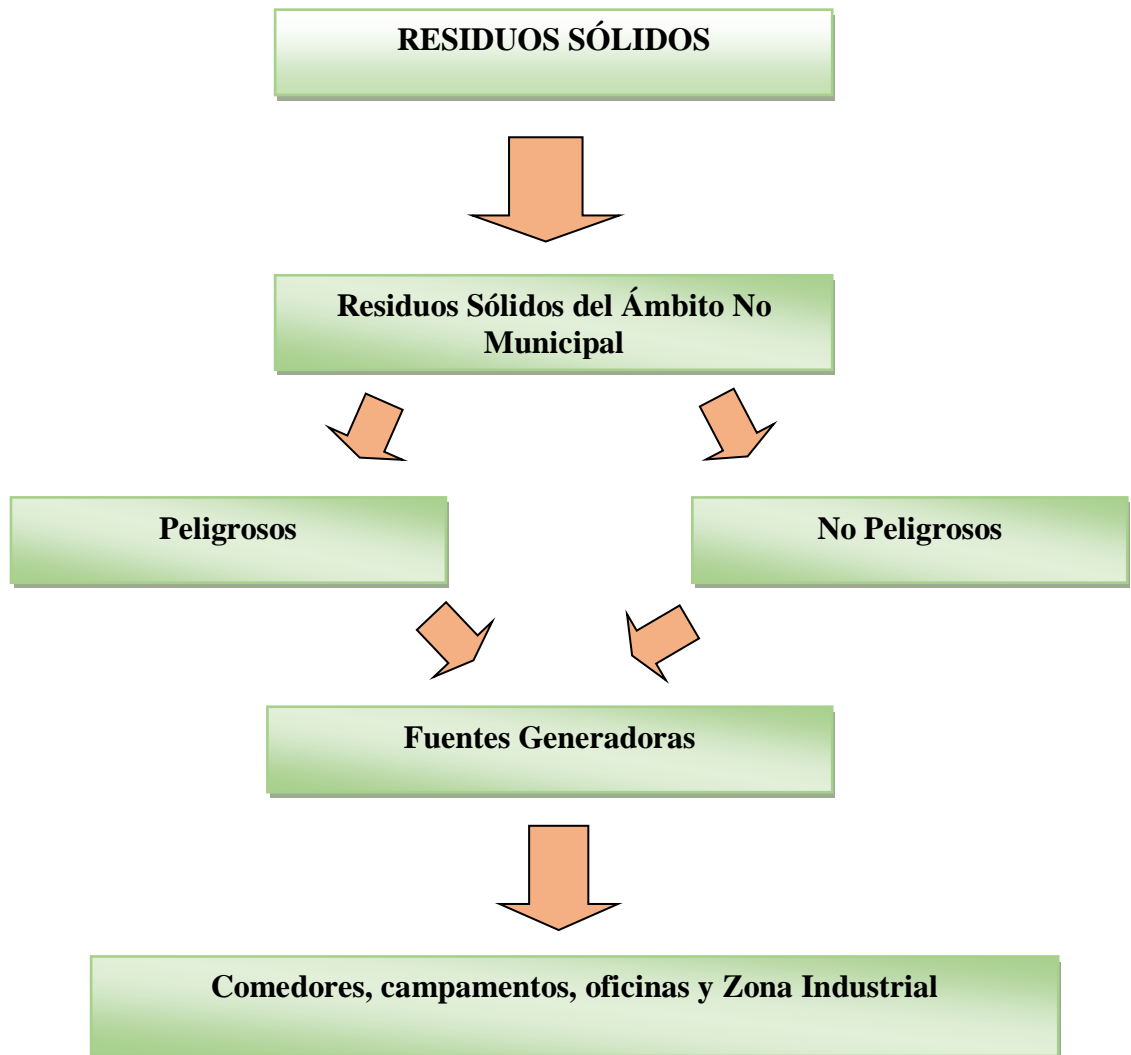 RESIDUOS SÓLIDOS
Residuos Sólidos del Ámbito No
Municipal
Peligrosos
No Peligrosos
Fuentes Generadoras
Comedores, campamentos, oficinas y Zona Industrial